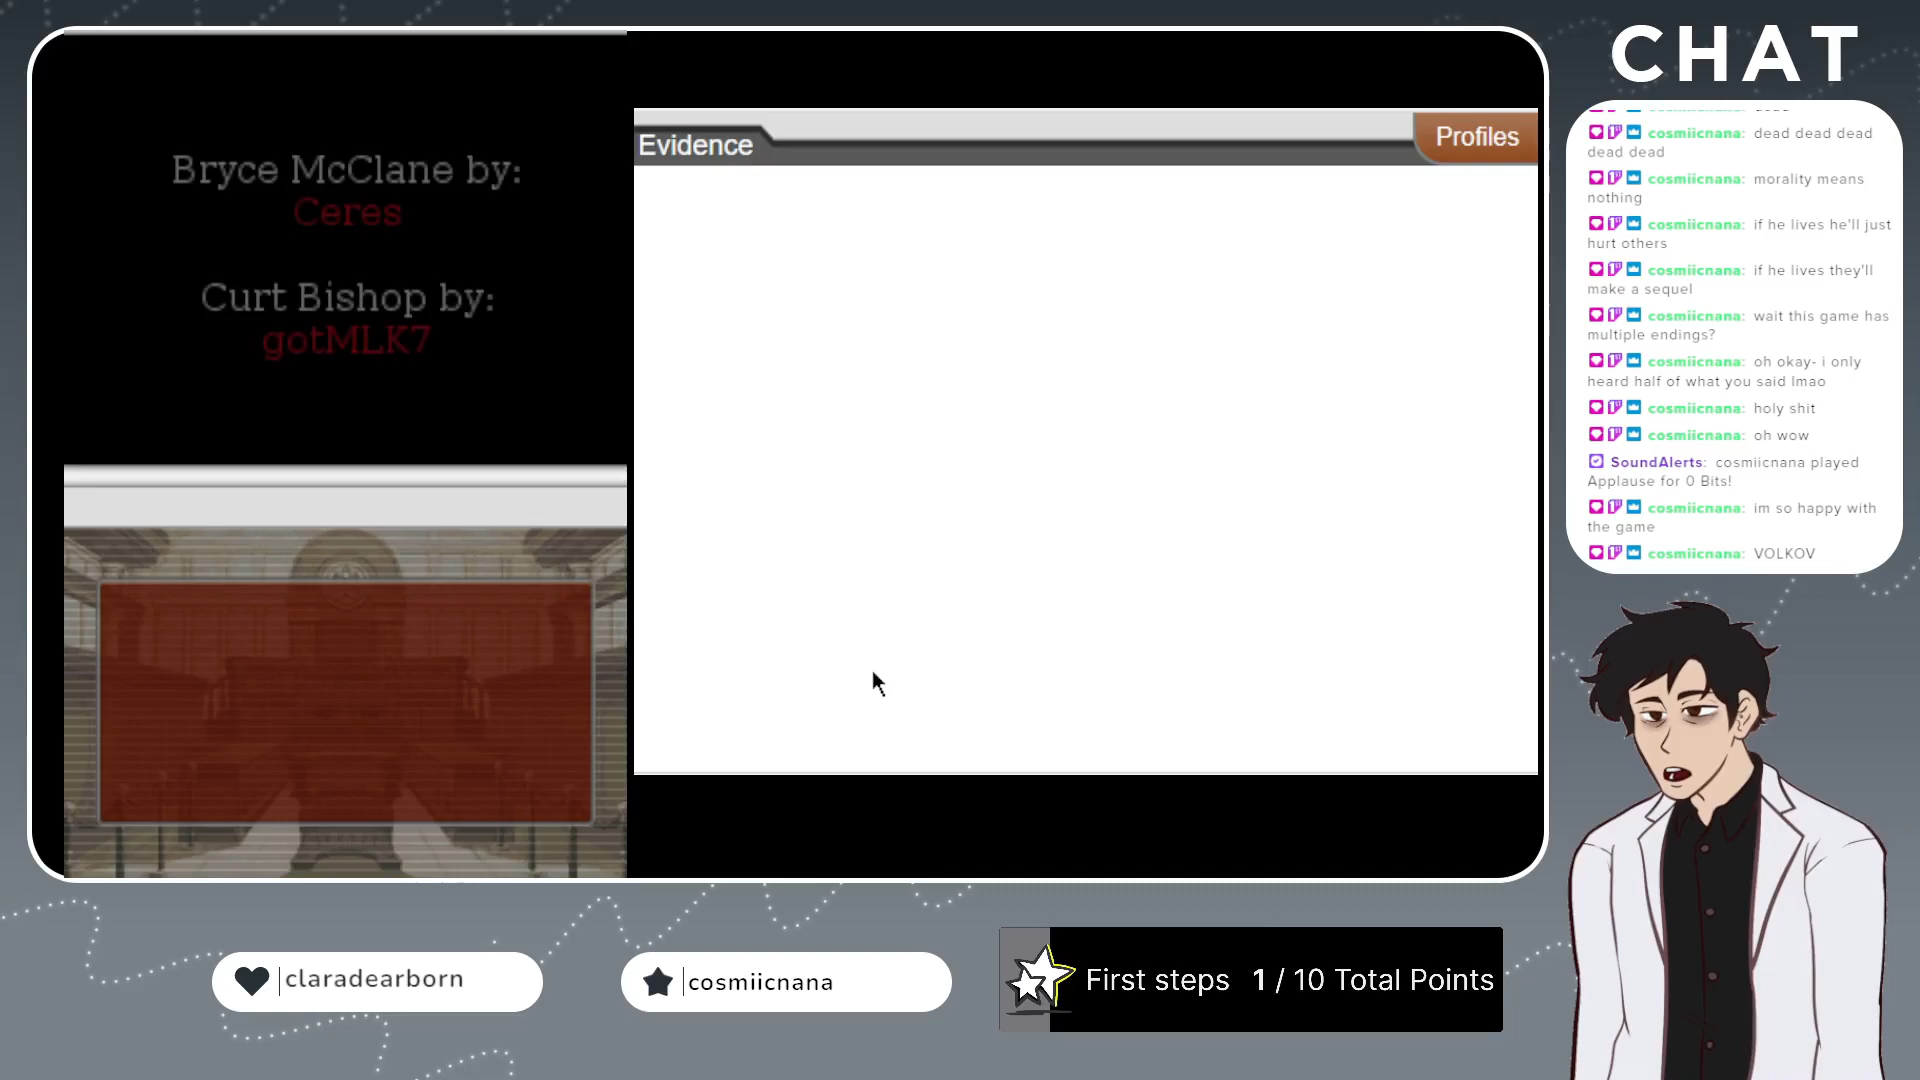 Bryce McClane by:
Ceres
Curt Bishop by:
gotMLK7
Evidence
Profiles
CHAT
cosmiicnana: dead dead dead
dead dead
cosmiicnana: morality means
nothing
cosmiicnana: if he lives he'll just
hurt others
cosmiicnana: if he lives they'll
make a sequel
cosmiicnana: wait this game has
multiple endings?
cosmiicnana: oh okay- i only
heard half of what you said lmao
cosmiicnana: holy shit
cosmiicnana: oh wow
SoundAlerts: cosmiicnana played
Applause for 0 Bits!
cosmiicnana: im so happy with
the game
cosmiicnana: VOLKOV
claradearborn
cosmiicnana
First steps 1 / 10 Total Points